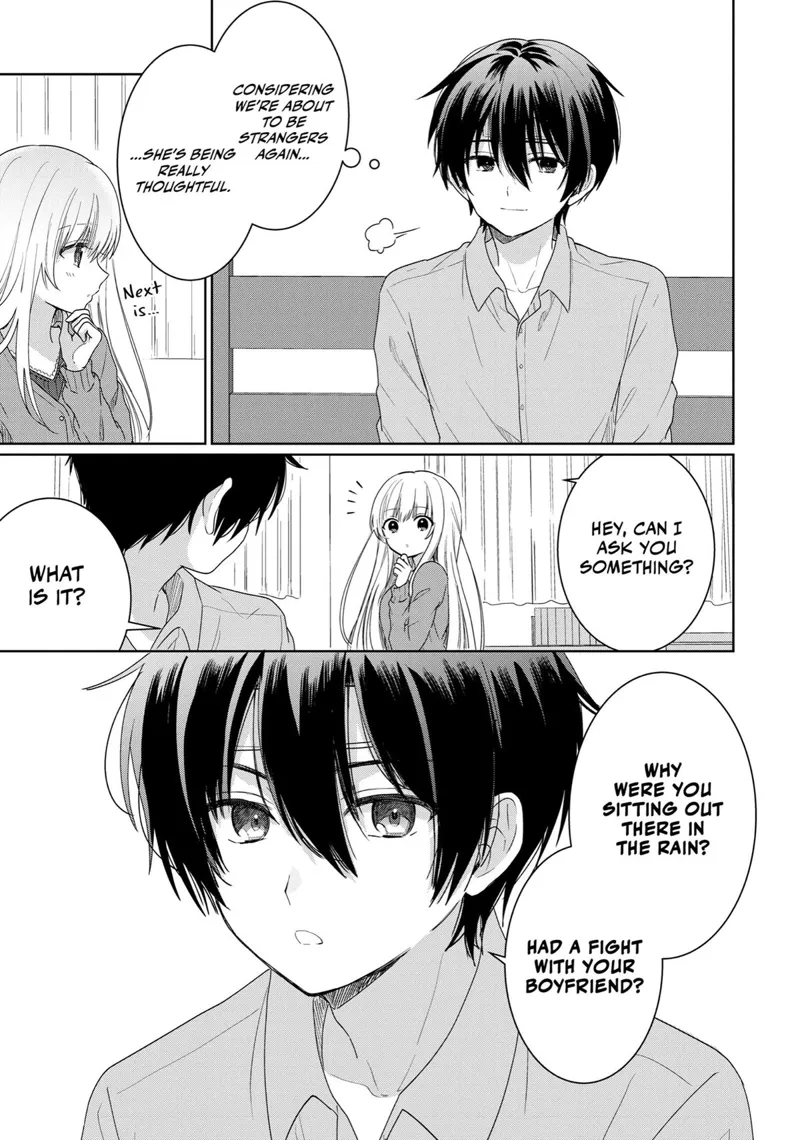 CONSIDERING
WE'RE ABOUT
TO BE
STRANGERS
AGAIN...
...SHE'S BEING
REALLY
THOUGHTFUL.
Next
is...
HEY, CAN I
ASK YOU
SOMETHING?
WHAT
IS IT?
WHY
WERE YOU
SITTING OUT
THERE IN
THE RAIN?
HAD A FIGHT
WITH YOUR
BOYFRIEND?